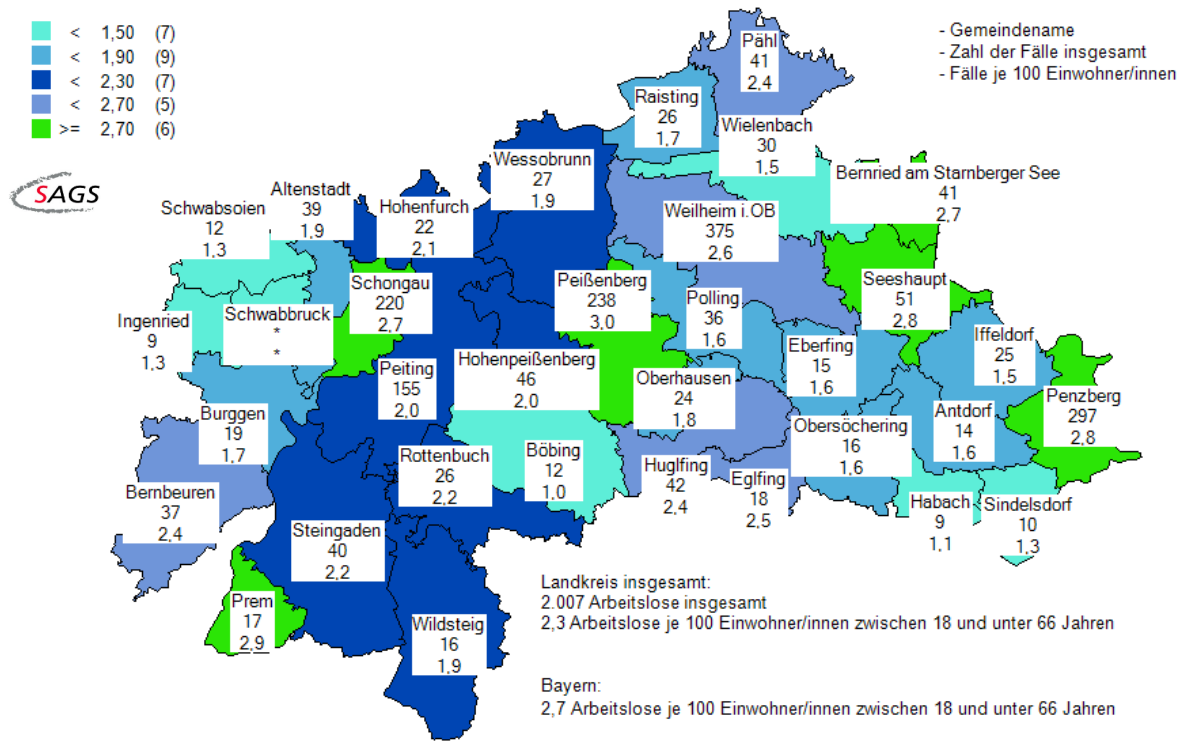 < 1,50 (7)
< 1,90 (9)
< 2,30 (7)
< 2,70 (5)
>= 2,70 (6)
SAGS
- Gemeindename
- Zahl der Fälle insgesamt
- Fälle je 100 Einwohner/innen
Pähl
41
2,4
Raisting
26
1,7
Wielenbach
30
1,5
Wessobrunn
27
1,9
Bernried am Starnberger See
41
2,7
Altenstadt
39
1,9
Hohenfurch
22
2,1
Schwabsoien
12
1,3
Weilheim i.OB
375
2,6
Schongau
220
2,7
Peißenberg
238
3,0
Seeshaupt
51
2,8
Polling
36
1,6
Schwabbruck
*
*
Ingenried
9
1,3
Iffeldorf
25
1,5
Eberfing
15
1,6
Hohenpeißenberg
46
2,0
Peiting
155
2,0
Oberhausen
24
1,8
Penzberg
297
2,8
Burggen
19
1,7
Antdorf
14
1,6
Obersöchering
16
1,6
Rottenbuch
26
2,2
Böbing
12
1,0
Huglfing
42
2,4
Eglfing
18
2,5
Bernbeuren
37
2,4
Habach
9
1,1
Sindelsdorf
10
1,3
Steingaden
40
2,2
Prem
17
2,9
Wildsteig
16
1,9
Landkreis insgesamt:
2.007 Arbeitslose insgesamt
2,3 Arbeitslose je 100 Einwohner/innen zwischen 18 und unter 66 Jahren
Bayern:
2,7 Arbeitslose je 100 Einwohner/innen zwischen 18 und unter 66 Jahren